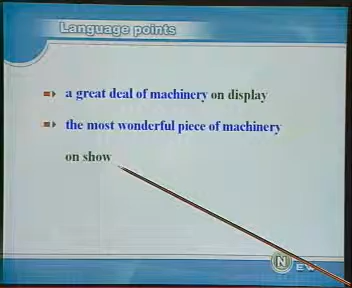 Language points
a great deal of machinery on display
the most wonderful piece of machinery
on show
N